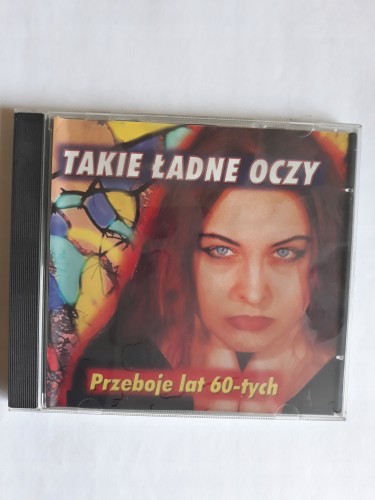 TAKIE ŁADNE OCZY
Przeboje lat 60-tych